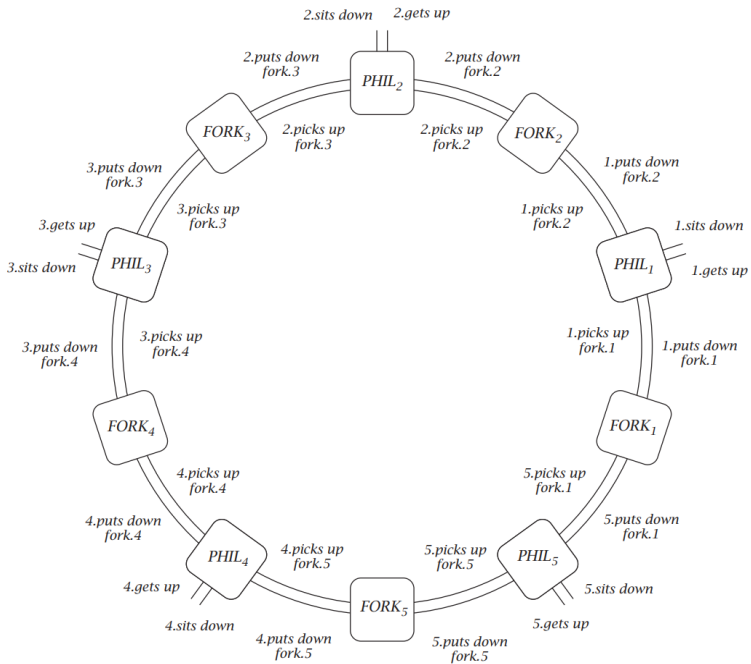 2.sits down
2.gets up
2.puts down
fork.3
2.puts down
fork.2
PHIL2
FORK3
2.picks up
fork.3
2.picks up
fork.2
FORK2
3.puts down
fork.3
1.puts down
fork.2
3.picks up
fork.3
1.picks up
fork.2
3.gets up
1.sits down
3.sits down
PHIL3
PHIL1
1.gets up
3.puts down
fork.4
3.picks up
fork.4
1.picks up
fork.1
1.puts down
fork.1
FORK4
FORK1
4.picks up
fork.4
5.picks up
fork.1
4.puts down
fork.4
5.puts down
fork.1
PHIL4
4.picks up
fork.5
5.picks up
fork.5
PHIL5
4.gets up
5.sits down
FORK5
4.sits down
5.gets up
4.puts down
fork.5
5.puts down
fork.5